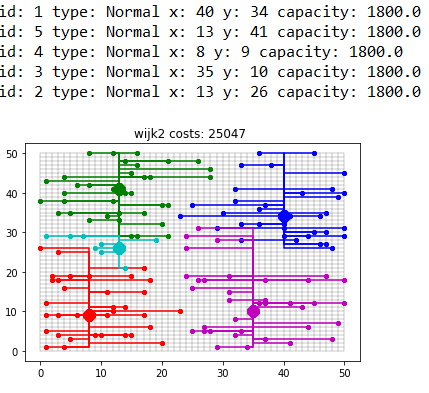 id: 1 type: Normal x: 40 y: 34 capacity: 1800.0
id: 5 type: Normal x: 13 y: 41 capacity: 1800.0
id: 4 type: Normal x: 8 y: 9 capacity: 1800.0
id: 3 type: Normal x: 35 y: 10 capacity: 1800.0
id: 2 type: Normal x: 13 y: 26 capacity: 1800.0
wijk2 costs: 25047
50
40
30
20
10
0
0 10 20 30 40 50